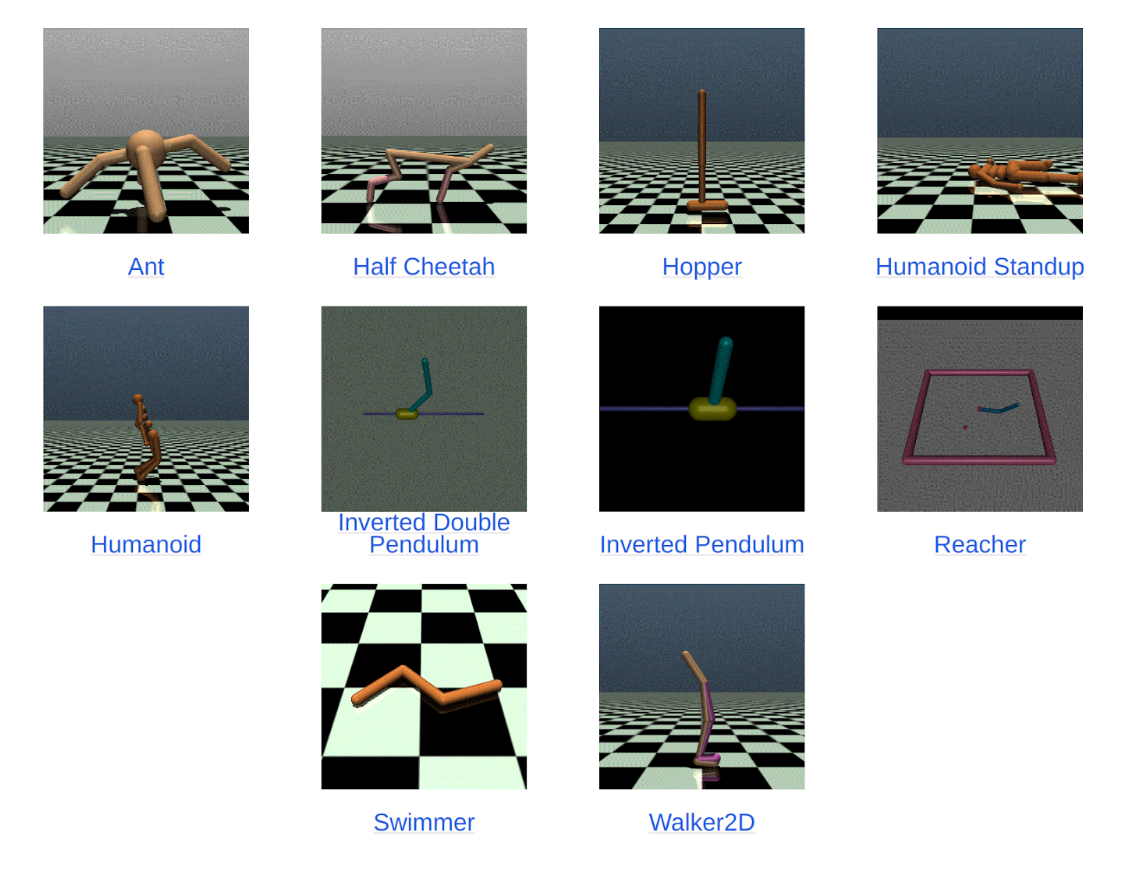 Ant
Half Cheetah
Hopper
Humanoid Standup
Humanoid
Inverted Double
Pendulum
Inverted Pendulum
Reacher
Swimmer
Walker2D